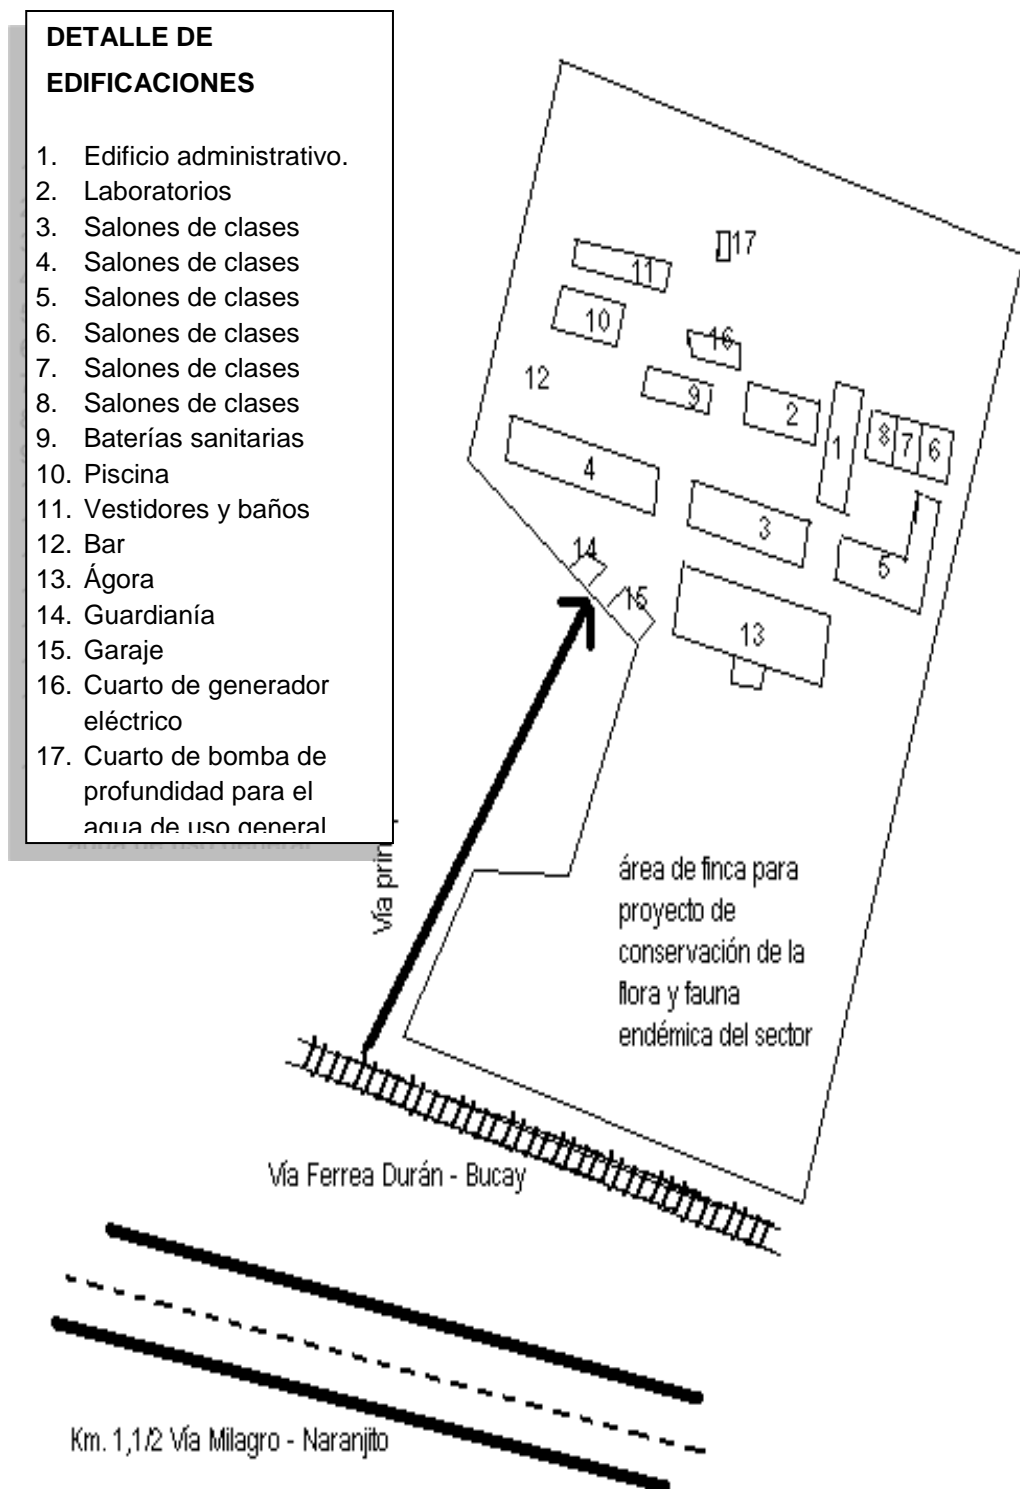 DETALLE DE
EDIFICACIONES
1. Edificio administrativo.
2. Laboratorios
3. Salones de clases
4. Salones de clases
5. Salones de clases
6. Salones de clases
7. Salones de clases
8. Salones de clases
9. Baterías sanitarias
10. Piscina
11. Vestidores y baños
12. Bar
13. Ágora
14. Guardianía
15. Garaje
16. Cuarto de generador
eléctrico
17. Cuarto de bomba de
profundidad para el
agua de uso general
17
11
10
16
12
9
2
1
8
7
6
4
3
5
14
15
13
Vía
área de finca para
proyecto de
conservación de la
flora y fauna
endémica del sector
Vía Ferrea Durán - Bucay
Km. 1,1/2 Vía Milagro - Naranjito